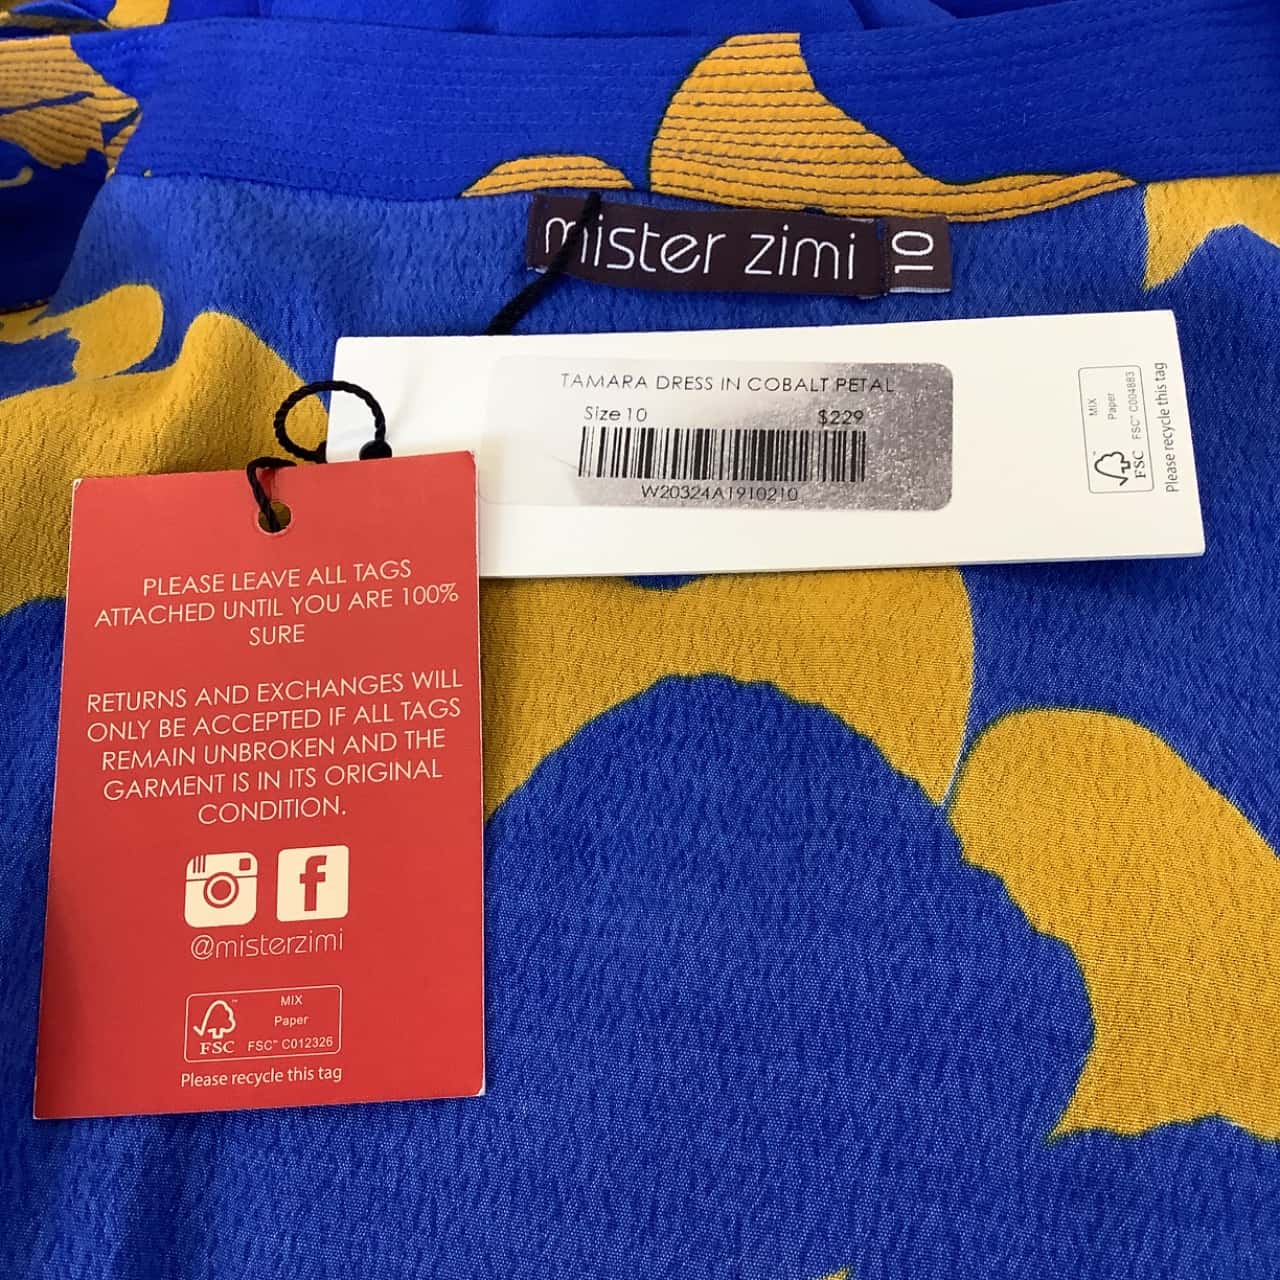 mister zimi 10
TAMARA DRESS IN COBALT PETAL
Size 10 $229
W20324A1910210
MIX
Paper
FSC™ C004883
FSC™
Please recycle this tag
PLEASE LEAVE ALL TAGS
ATTACHED UNTIL YOU ARE 100%
SURE
RETURNS AND EXCHANGES WILL
ONLY BE ACCEPTED IF ALL TAGS
REMAIN UNBROKEN AND THE
GARMENT IS IN ITS ORIGINAL
CONDITION.
f
@misterzimi
MIX
Paper
FSC™ C012326
FSC™
Please recycle this tag